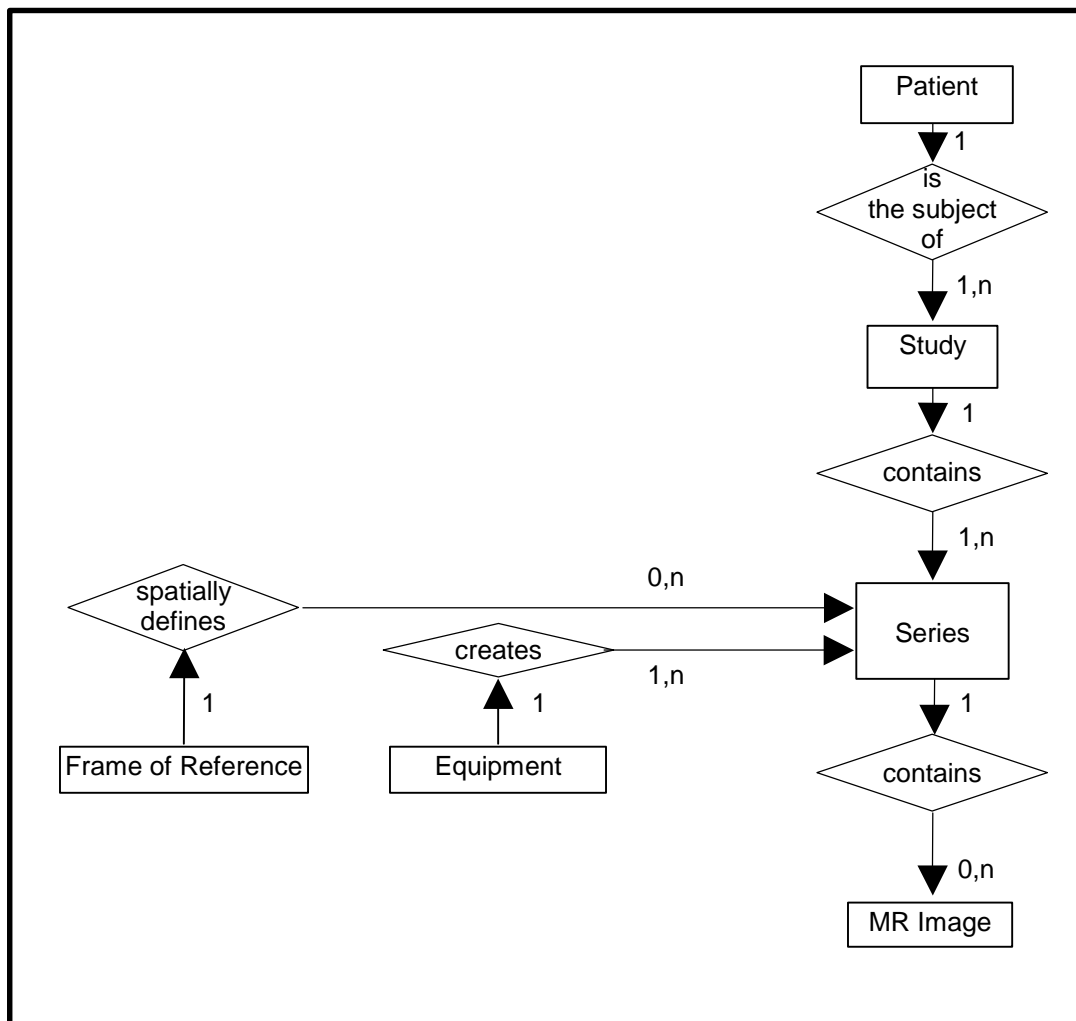 Patient
1
is
the subject
of
1,n
Study
1
contains
1,n
spatially
defines
0,n
Series
creates
1,n
1
1
1
Frame of Reference
Equipment
contains
0,n
MR Image